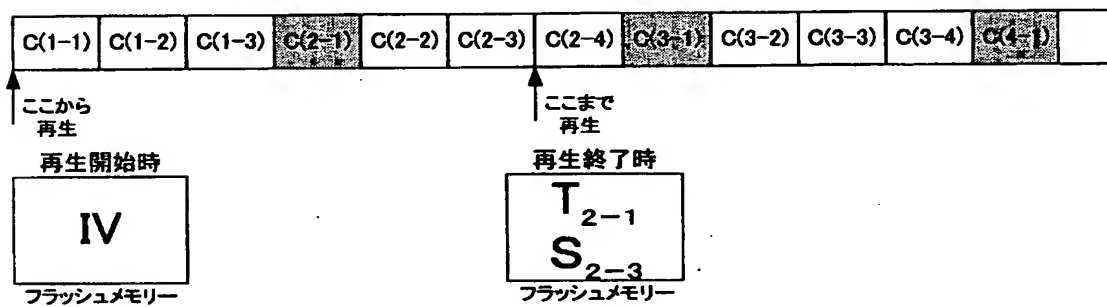 C(1-1) C(1-2) C(1-3) C(2-1) C(2-2) C(2-3) C(2-4) C(3-1) C(3-2) C(3-3) C(3-4) C(4-1)
ここから
再生
ここまで
再生
再生開始時
再生終了時
IV
T2-1
S2-3
フラッシュメモリー
フラッシュメモリー